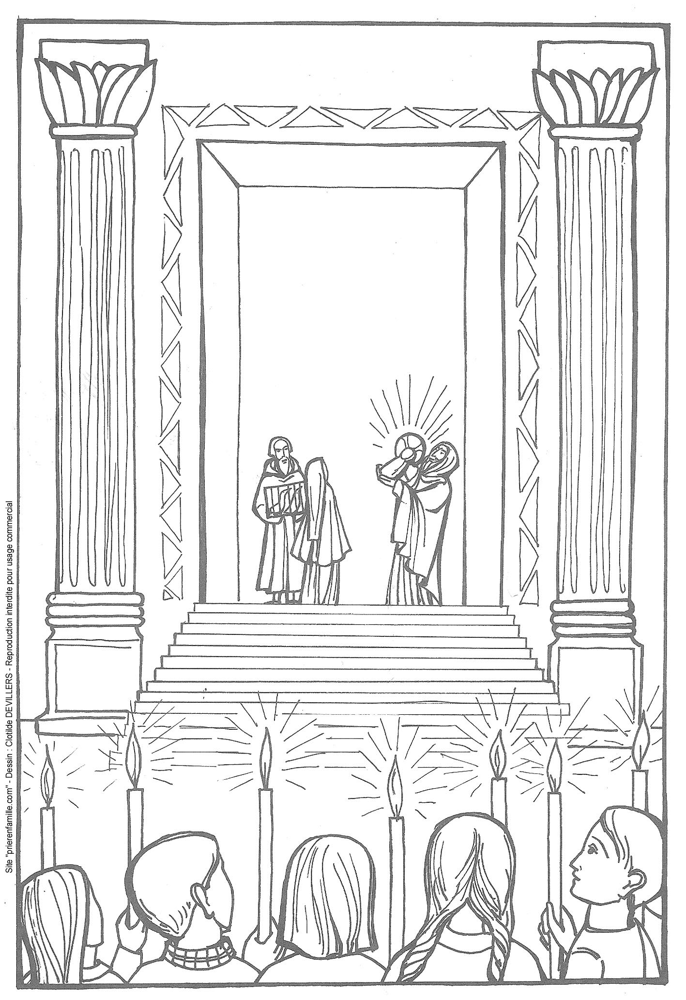 Site "prierenfamille.com" - Dessin : Clotilde DEVILLERS - Reproduction interdite pour usage commercial